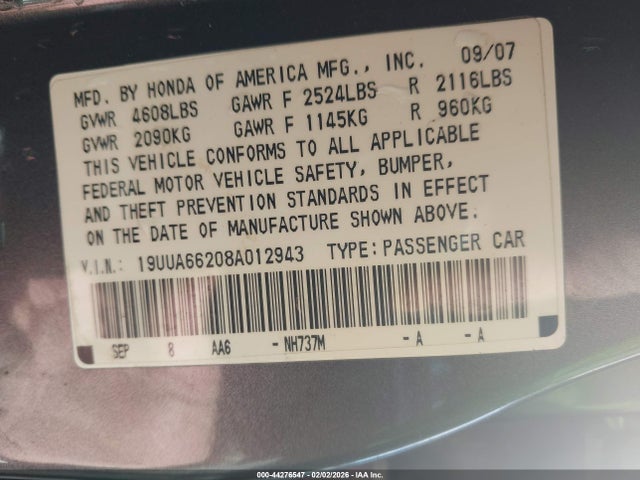 MFD. BY HONDA OF AMERICA MFG., INC. 09/07
GVWR 4608LBS GAWR F 2524LBS R 2116LBS
GVWR 2090KG GAWR F 1145KG R 960KG
THIS VEHICLE CONFORMS TO ALL APPLICABLE
FEDERAL MOTOR VEHICLE SAFETY, BUMPER,
AND THEFT PREVENTION STANDARDS IN EFFECT
ON THE DATE OF MANUFACTURE SHOWN ABOVE.
V.I.N.: 19UUA66208A012943 TYPE:PASSENGER CAR
SEP 8 AA6 -NH737M -A -A
000-44276547 - 02/02/2026 - IAA Inc.